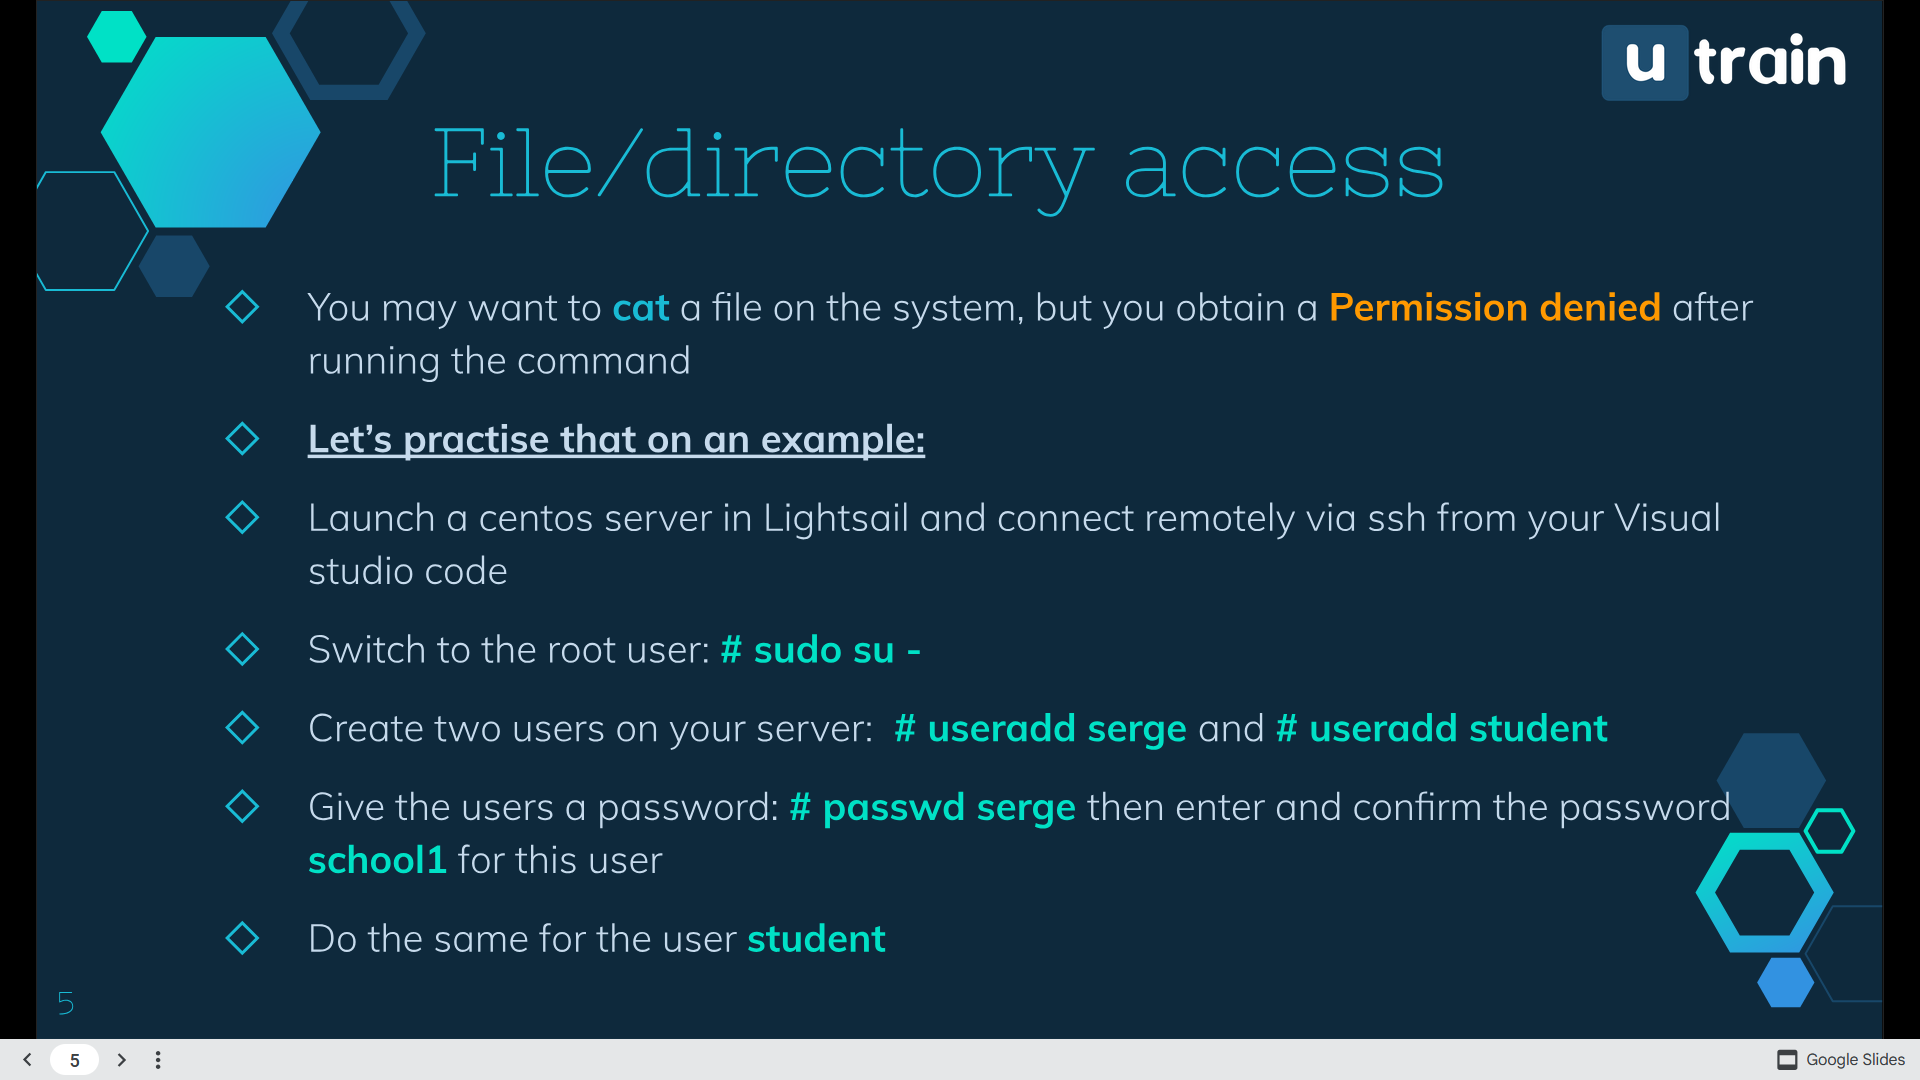 u train
File/directory access
You may want to cat a file on the system, but you obtain a Permission denied after
running the command
Let’s practise that on an example:
Launch a centos server in Lightsail and connect remotely via ssh from your Visual
studio code
Switch to the root user: # sudo su -
Create two users on your server:  # useradd serge and # useradd student
Give the users a password: # passwd serge then enter and confirm the password
school1 for this user
Do the same for the user student
5
5
Google Slides